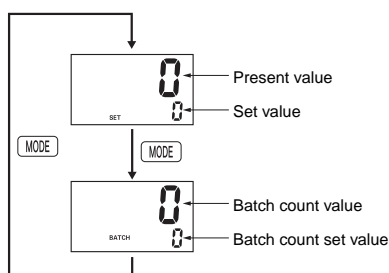 0
Present value
SET 0
Set value
MODE
MODE
0
Batch count value
BATCH 0
Batch count set value